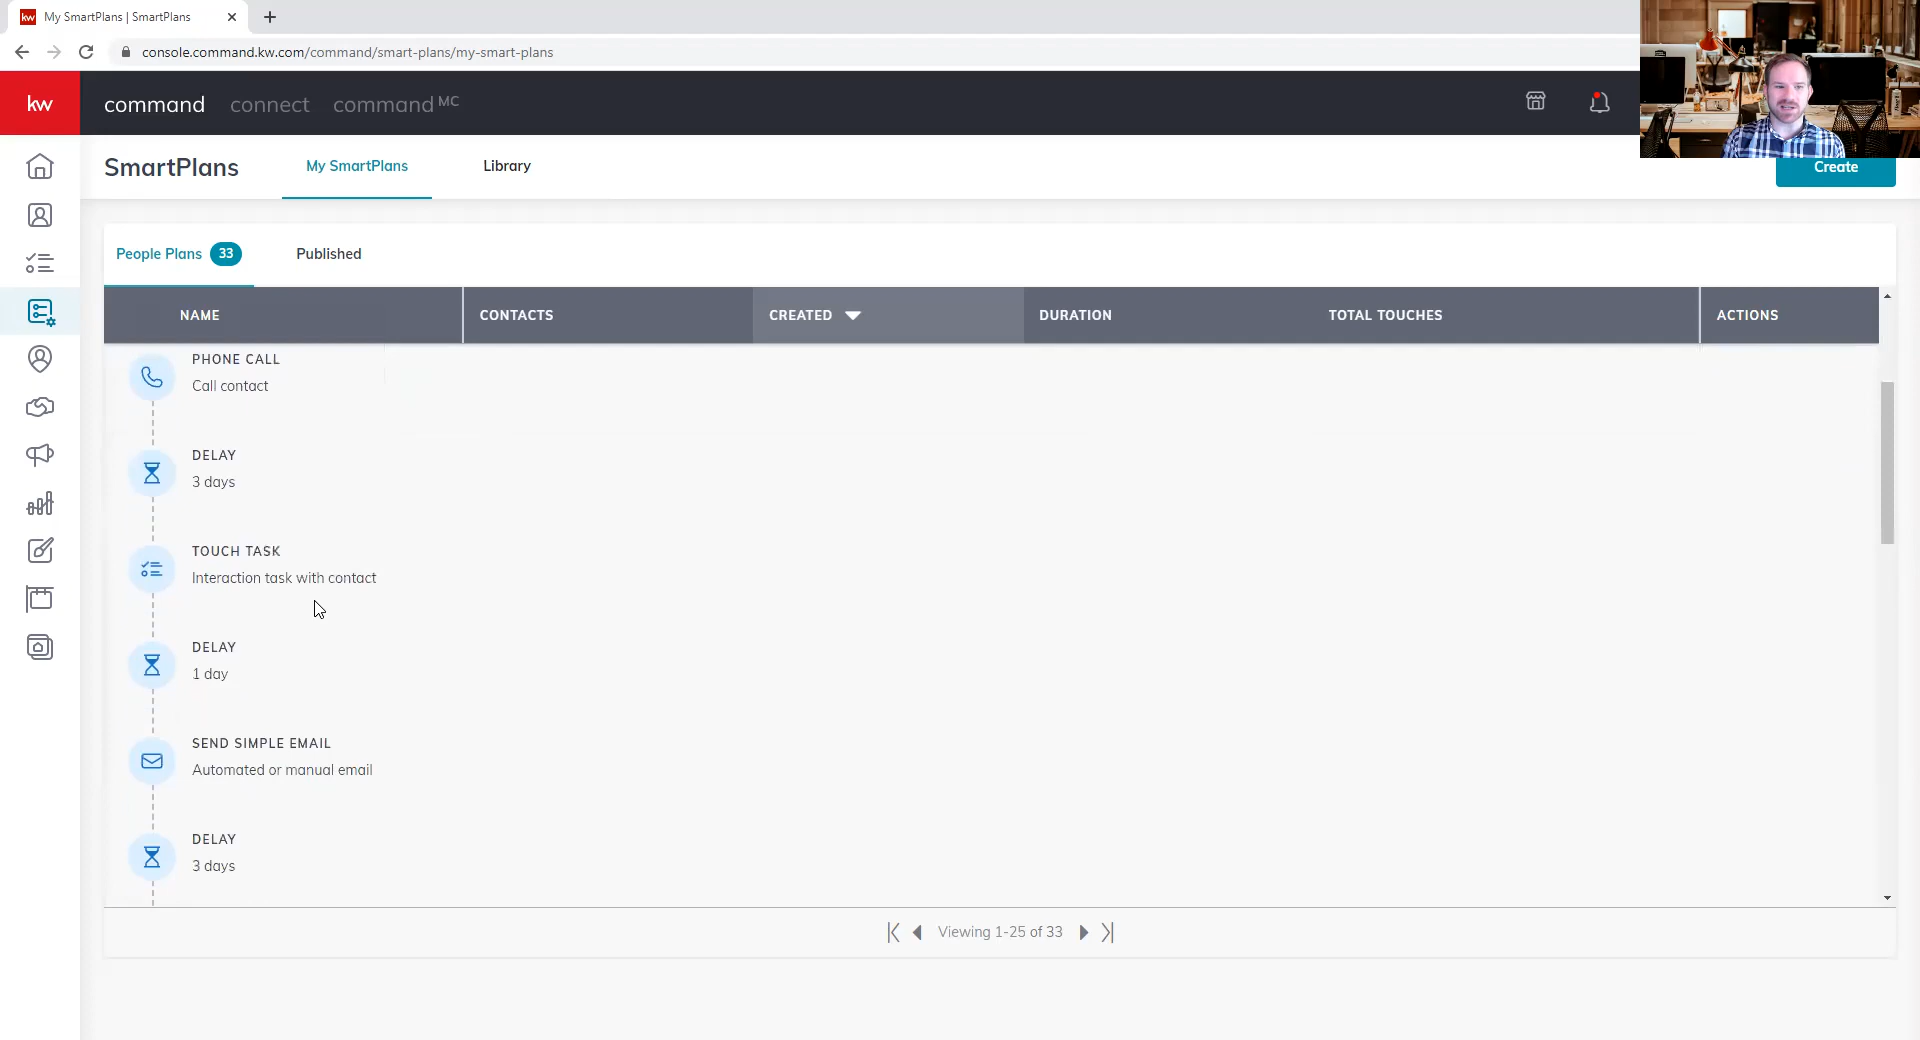 kw My SmartPlans | SmartPlans
console.command.kw.com/command/smart-plans/my-smart-plans
kw command connect command MC
SmartPlans My SmartPlans Library Create
People Plans 33 Published
NAME CONTACTS CREATED DURATION TOTAL TOUCHES ACTIONS
PHONE CALL
Call contact
DELAY
3 days
TOUCH TASK
Interaction task with contact
DELAY
1 day
SEND SIMPLE EMAIL
Automated or manual email
DELAY
3 days
Viewing 1-25 of 33